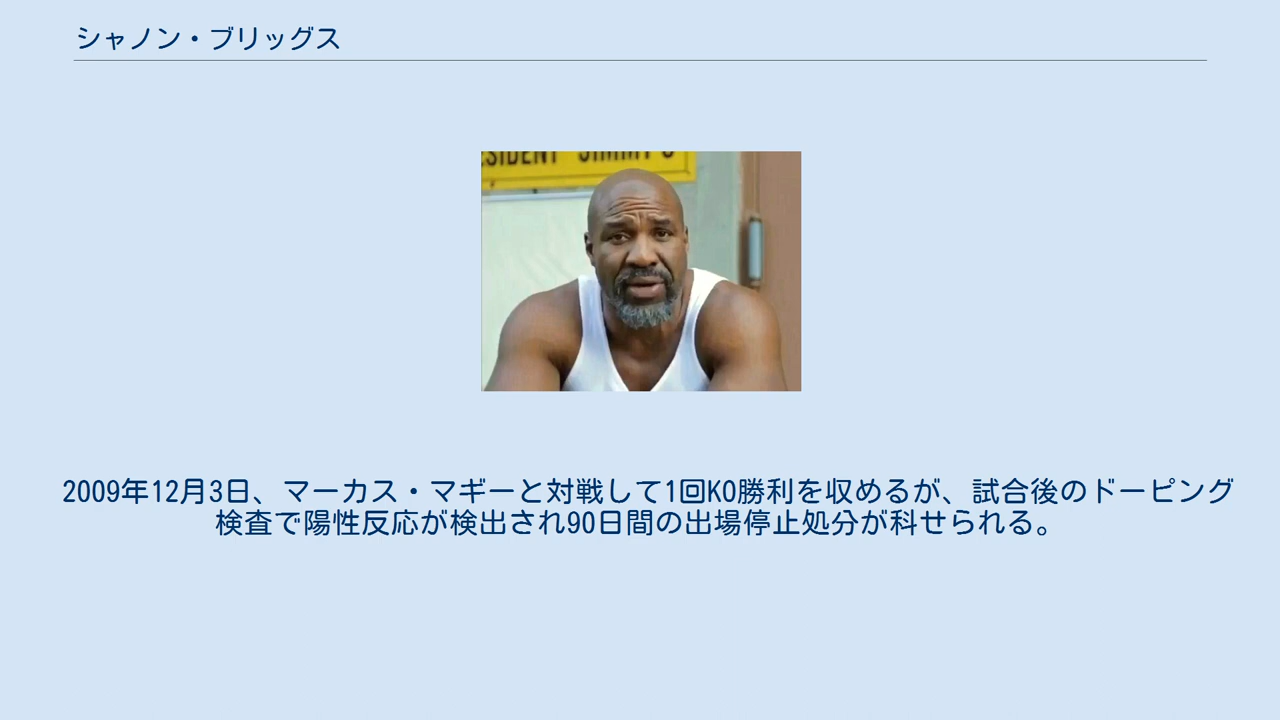 シャノン・ブリッグス
ESIDENT JIMMY'S
2009年12月3日、マーカス・マギーと対戦して1回KO勝利を収めるが、試合後のドーピング
検査で陽性反応が検出され90日間の出場停止処分が科せられる。